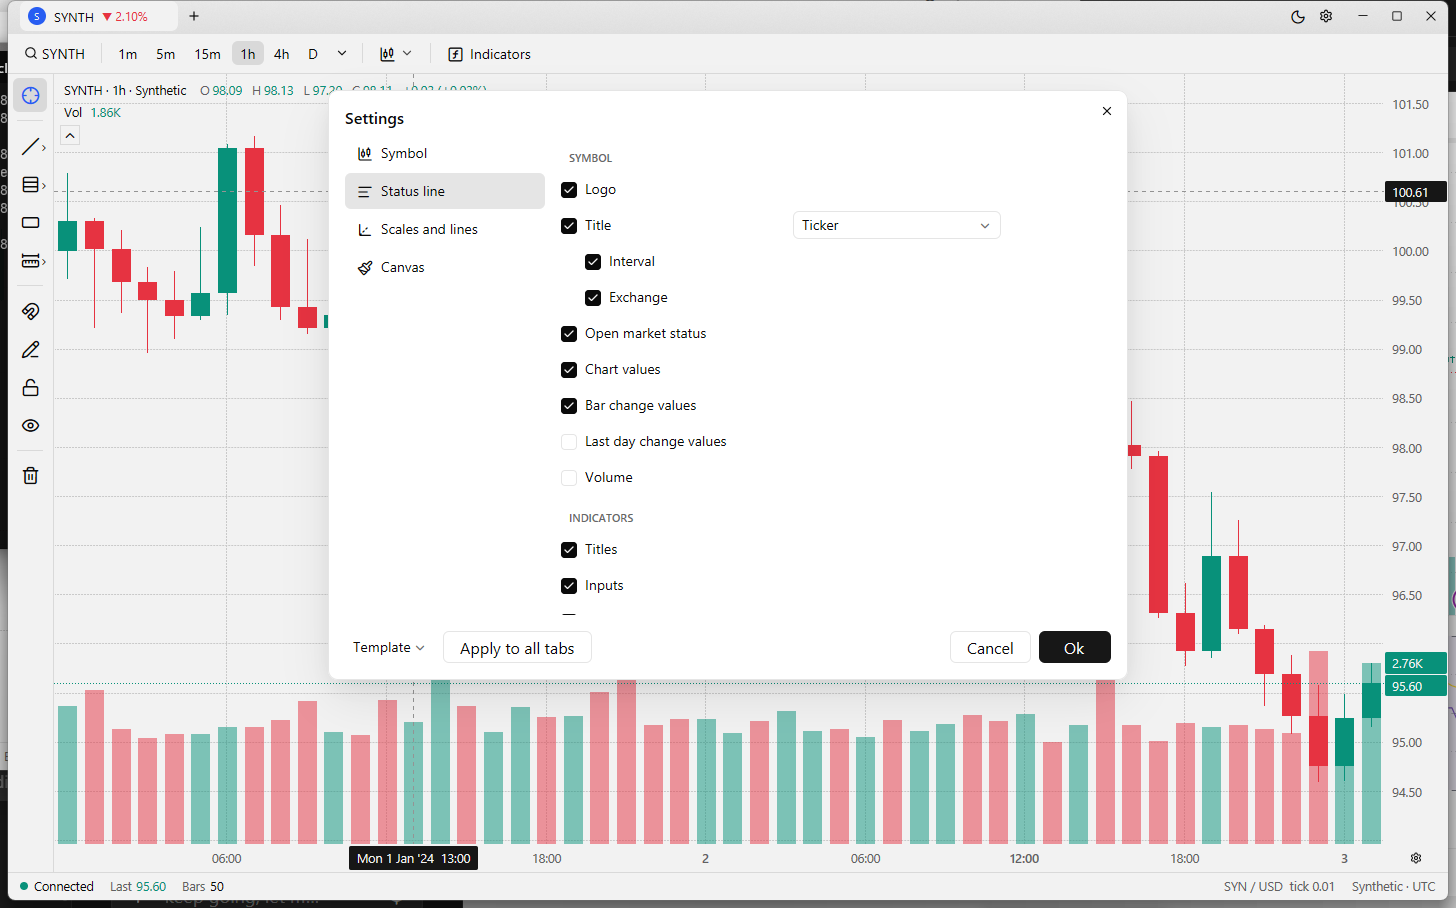 SYNTH ▼2.10%
SYNTH 1m 5m 15m 1h 4h D Indicators
SYNTH · 1h · Synthetic O 98.09 H 98.13
Vol 1.86K
Settings
Symbol
Status line
Scales and lines
Canvas
SYMBOL
Logo
Title Ticker
Interval
Exchange
Open market status
Chart values
Bar change values
Last day change values
Volume
INDICATORS
Titles
Inputs
Template Apply to all tabs Cancel Ok
101.50
101.00
100.61
100.50
100.00
99.50
99.00
98.50
98.00
97.50
97.00
96.50
2.76K
95.60
95.00
94.50
06:00 Mon 1 Jan '24 13:00 18:00 2 06:00 12:00 18:00 3
Connected Last 95.60 Bars 50 SYN / USD tick 0.01 Synthetic · UTC